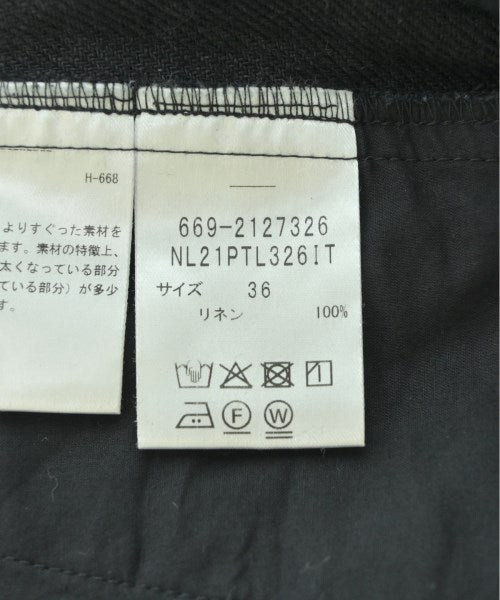 H-668
よりすぐった素材を
ます。素材の特徴上、
太くなっている部分
ている部分）が多少
す。
669-2127326
NL21PTL326IT
サイズ 36
リネン 100%
F W